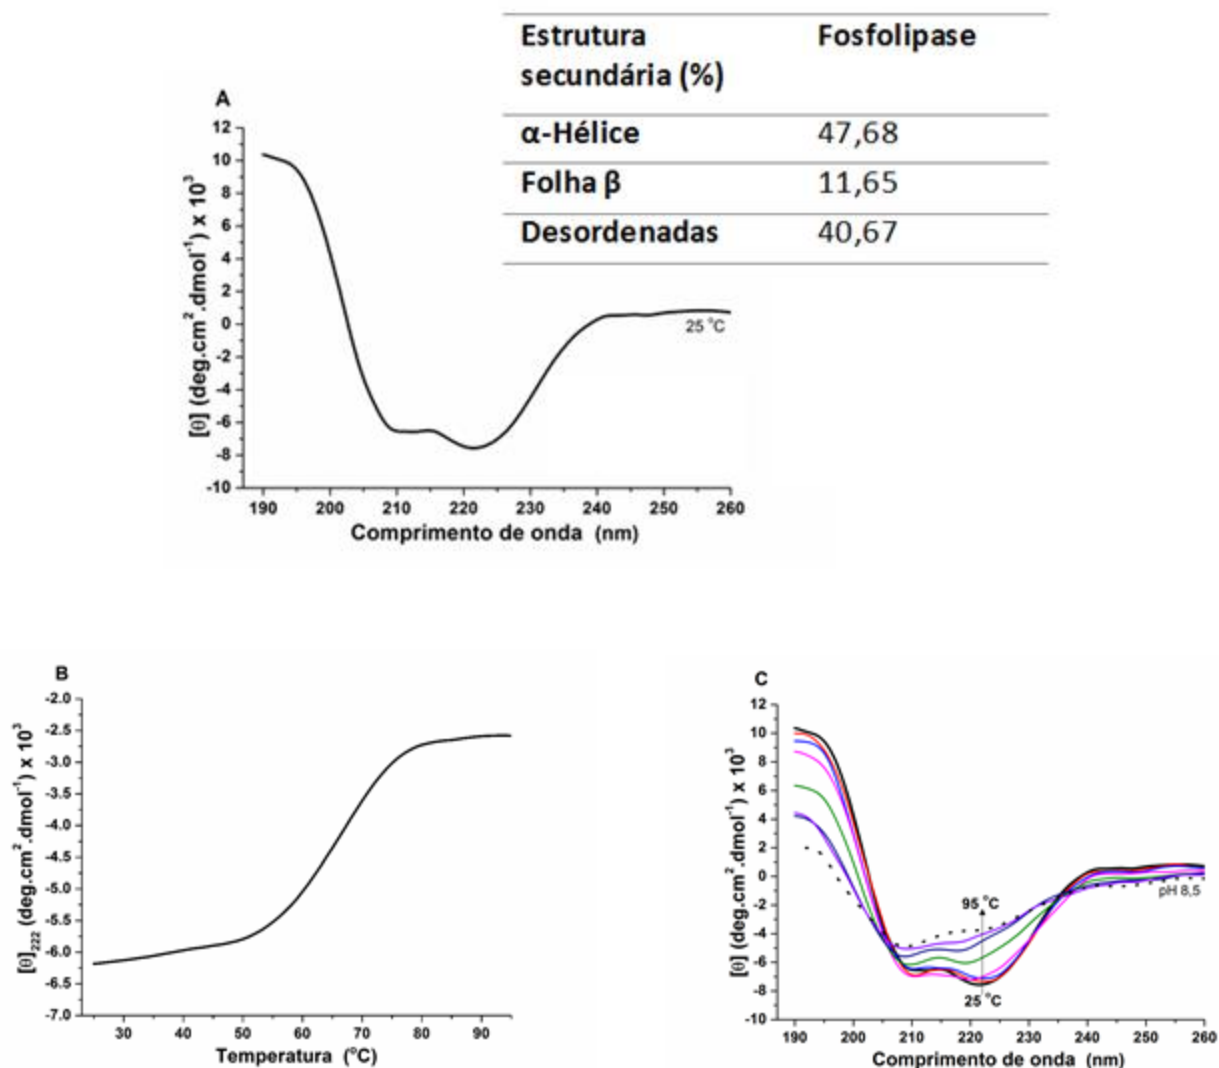 Estrutura secundária (%) Fosfolipase
α-Hélice 47,68
Folha β 11,65
Desordenadas 40,67
A
[θ] (deg.cm².dmol⁻¹) x 10³
12
10
8
6
4
2
0
-2
-4
-6
-8
-10
25 °C
190 200 210 220 230 240 250 260
Comprimento de onda (nm)
B
[θ]₂₂₂ (deg.cm².dmol⁻¹) x 10³
-2.0
-2.5
-3.0
-3.5
-4.0
-4.5
-5.0
-5.5
-6.0
-6.5
-7.0
30 40 50 60 70 80 90
Temperatura (°C)
C
[θ] (deg.cm².dmol⁻¹) x 10³
12
10
8
6
4
2
0
-2
-4
-6
-8
-10
95 °C
25 °C
pH 8,5
190 200 210 220 230 240 250 260
Comprimento de onda (nm)